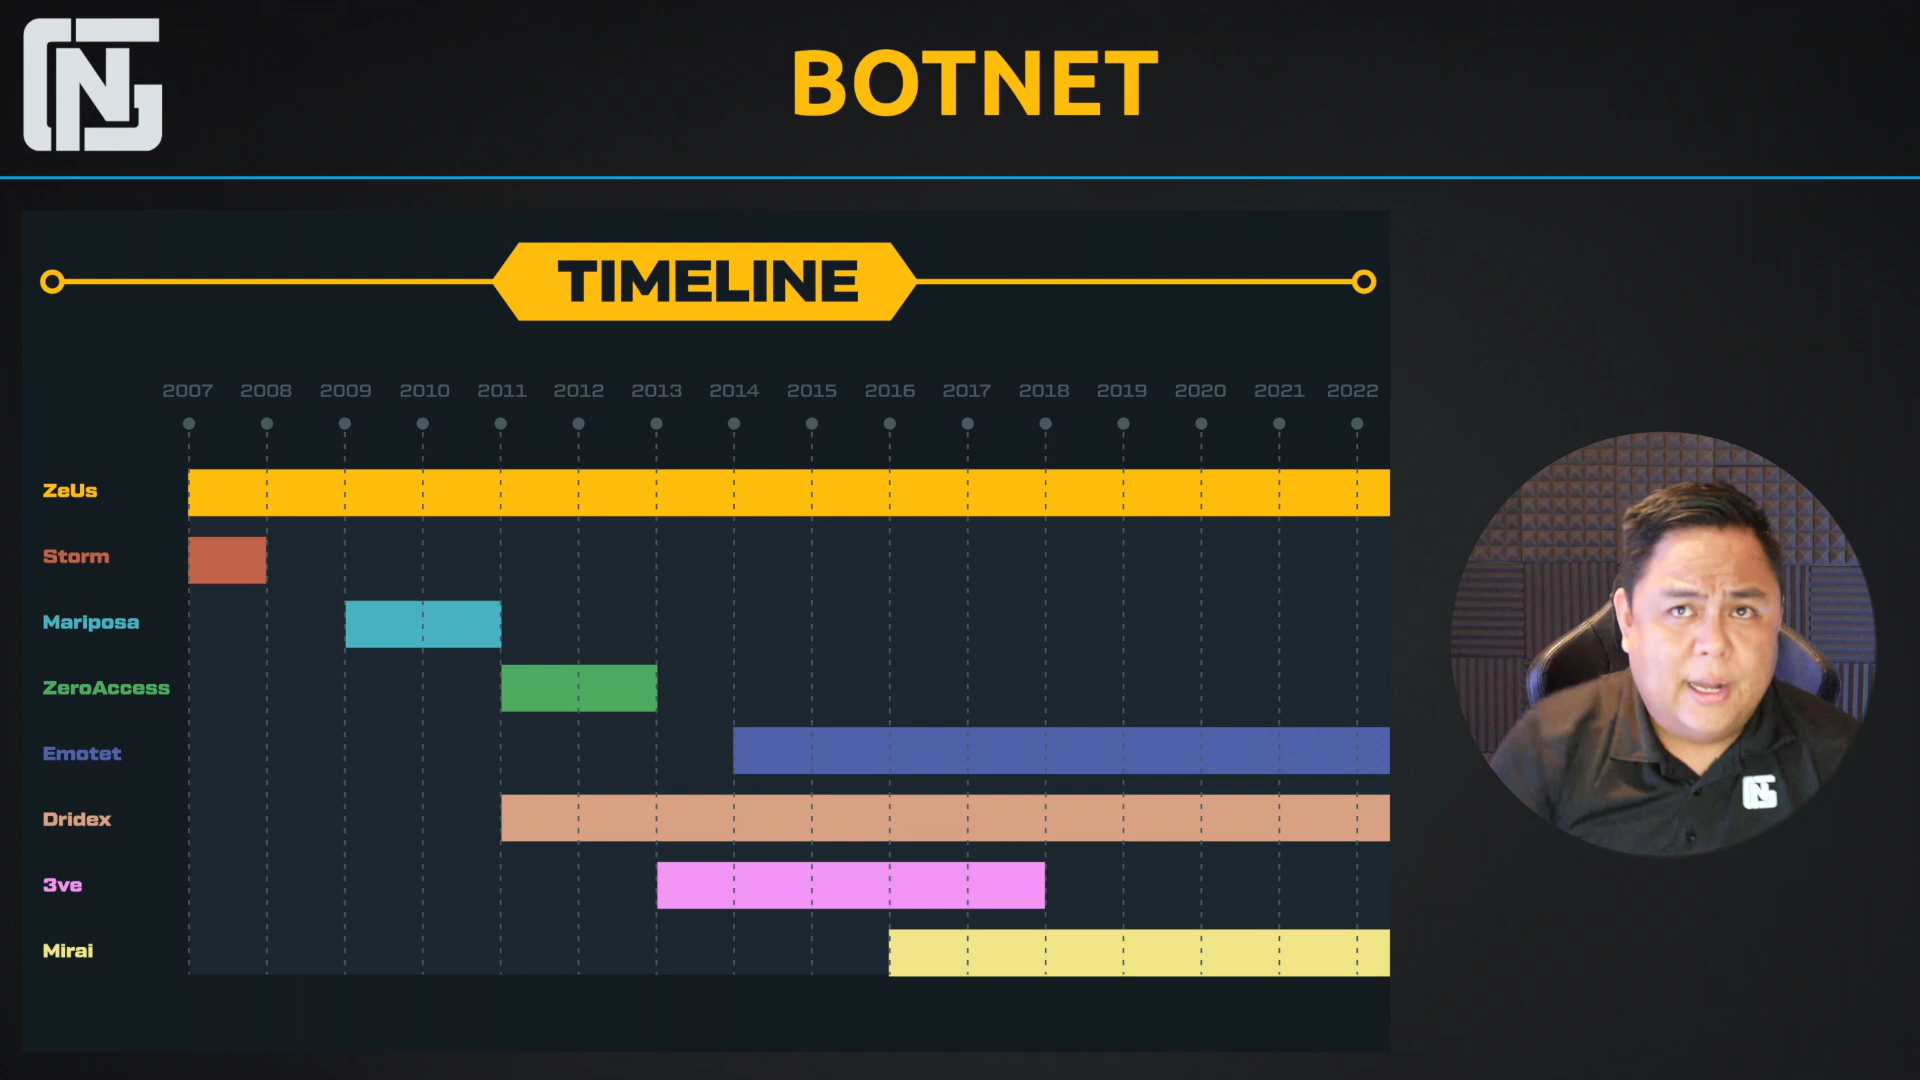 BOTNET
TIMELINE
2007 2008 2009 2010 2011 2012 2013 2014 2015 2016 2017 2018 2019 2020 2021 2022
ZeUs
Storm
Mariposa
ZeroAccess
Emotet
Dridex
3ve
Mirai